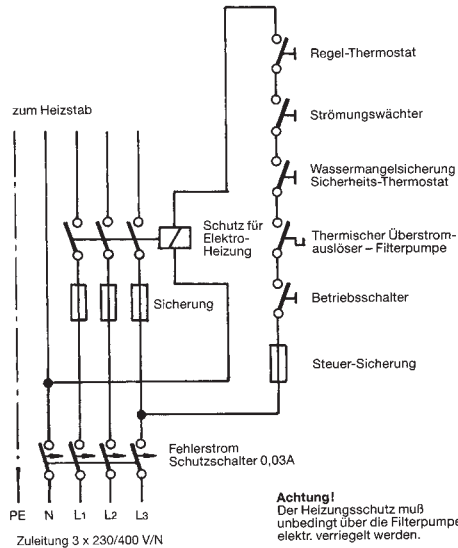 Regel-Thermostat
zum Heizstab
Strömungswächter
Wassermangelsicherung
Sicherheits-Thermostat
Schutz für
Elektro-
Heizung
Thermischer Überstrom-
auslöser – Filterpumpe
Sicherung
Betriebsschalter
Steuer-Sicherung
Fehlerstrom
Schutzschalter 0,03A
PE N L1 L2 L3
Zuleitung 3 x 230/400 V/N
Achtung!
Der Heizungsschutz muß
unbedingt über die Filterpumpe
elektr. verriegelt werden.